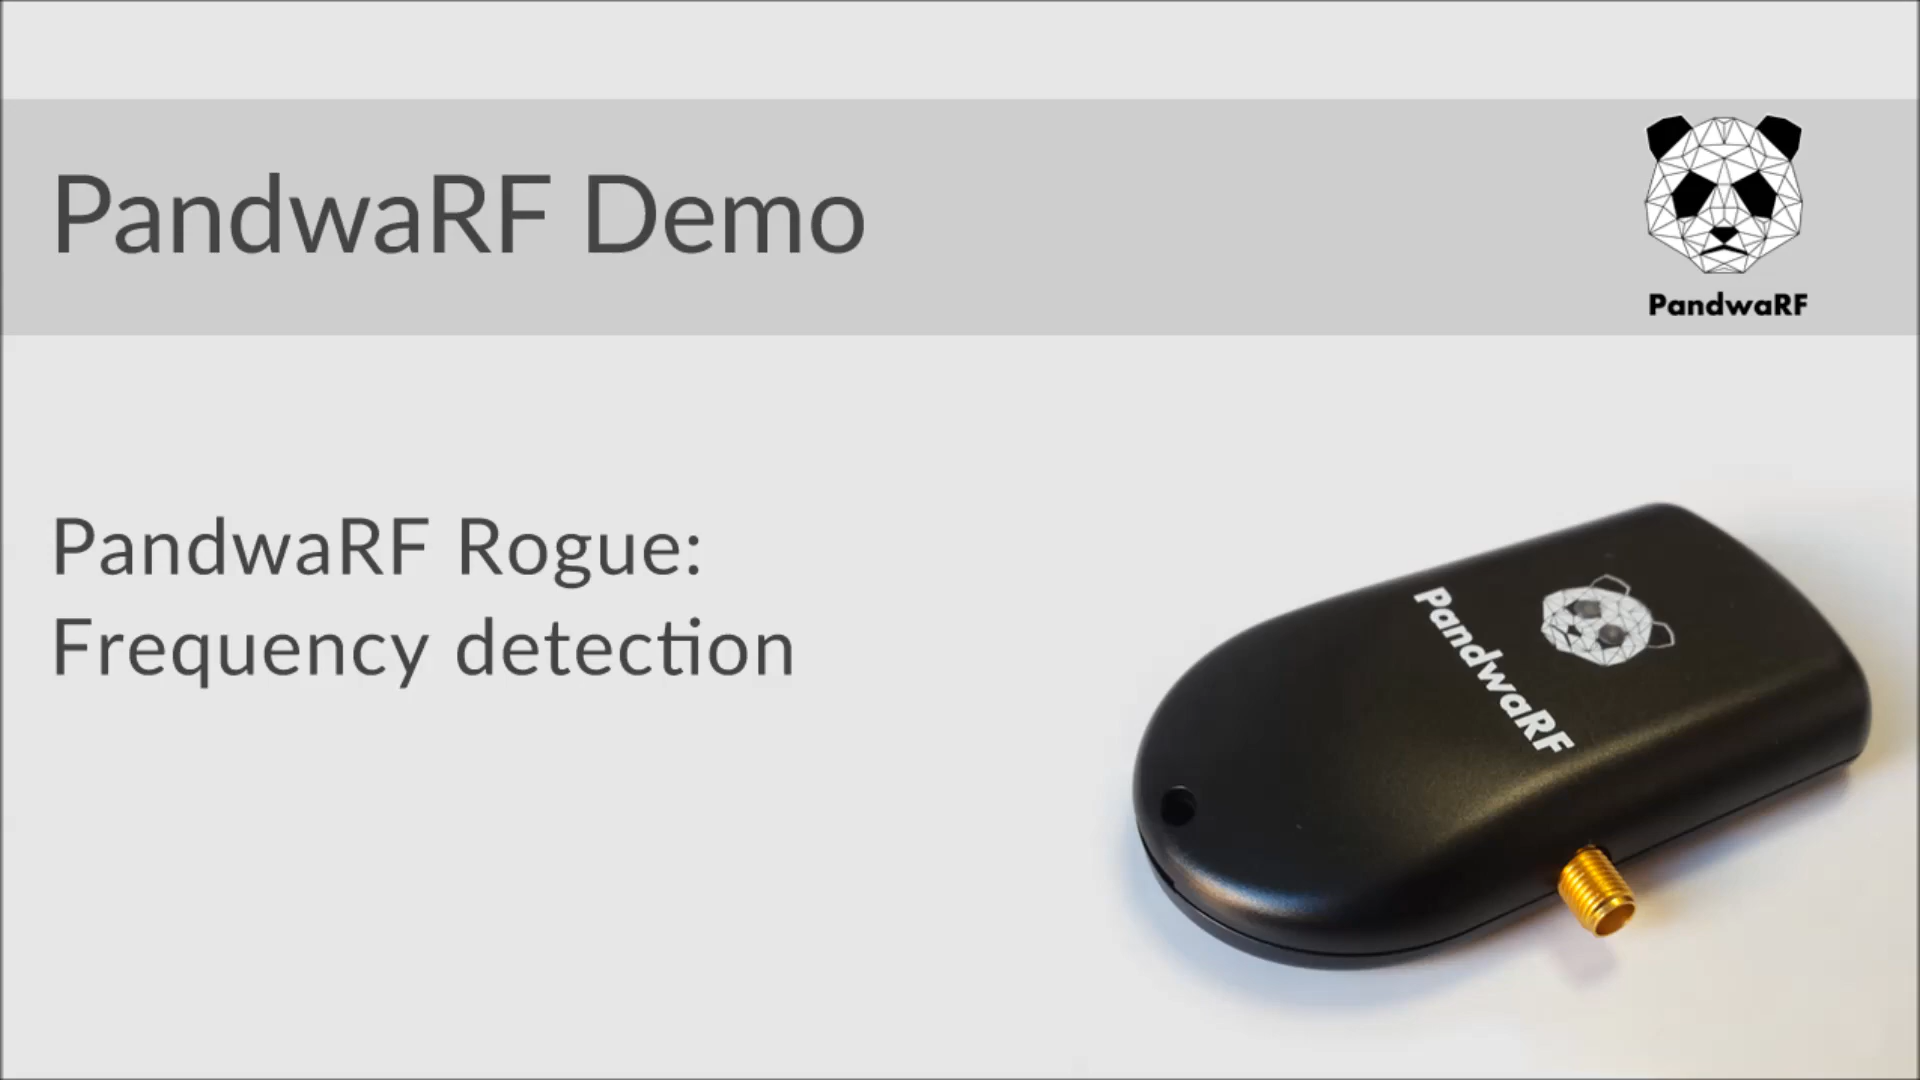 PandwaRF Demo
PandwaRF
PandwaRF Rogue:
Frequency detection
PandwaRF